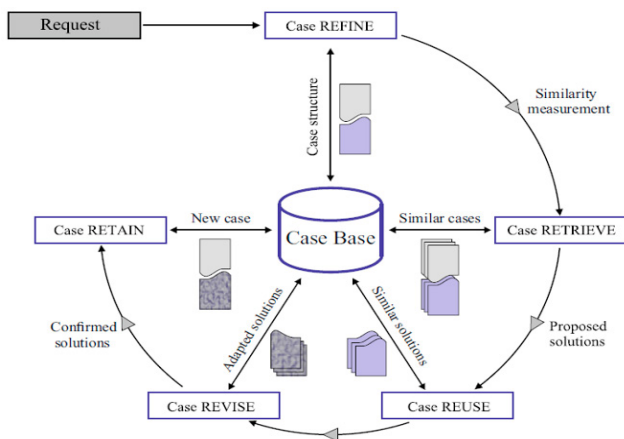 Request
Case REFINE
Similarity
measurement
Case structure
New case
Similar cases
Case RETAIN
Case Base
Case RETRIEVE
Adapted solutions
Similar solutions
Confirmed
solutions
Proposed
solutions
Case REVISE
Case REUSE